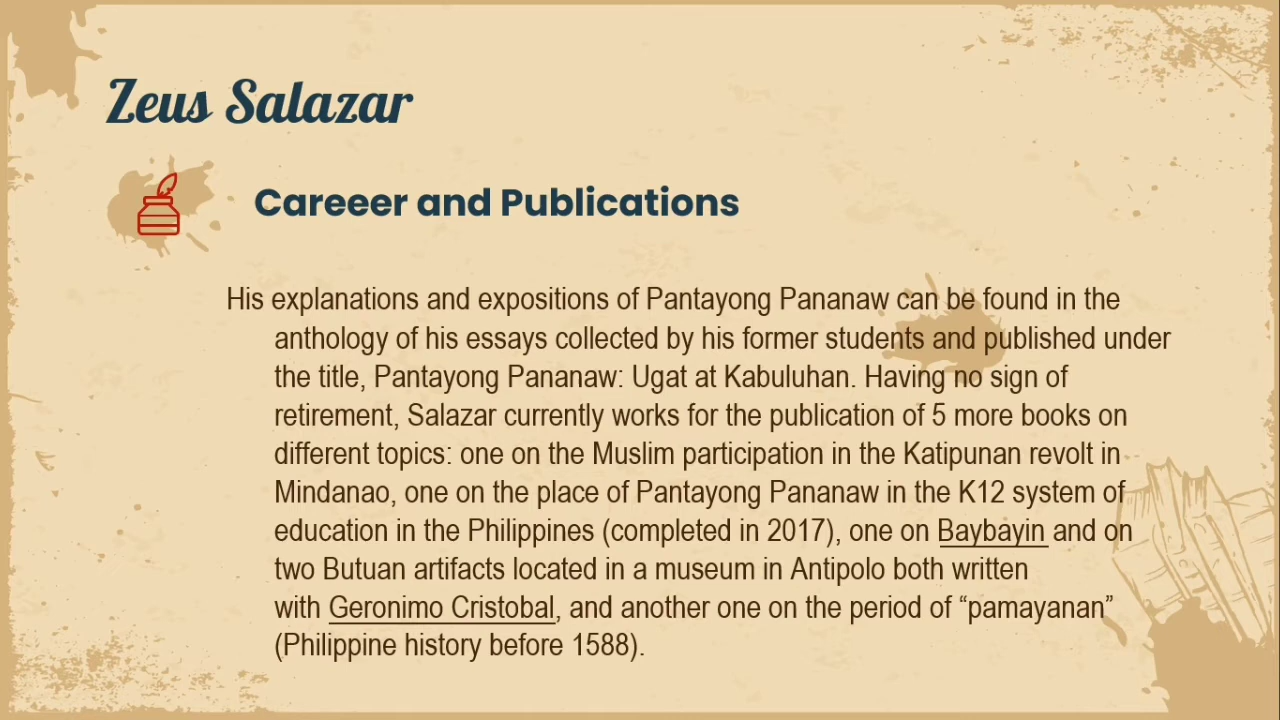 Zeus Salazar
Careeer and Publications
His explanations and expositions of Pantayong Pananaw can be found in the
anthology of his essays collected by his former students and published under
the title, Pantayong Pananaw: Ugat at Kabuluhan. Having no sign of
retirement, Salazar currently works for the publication of 5 more books on
different topics: one on the Muslim participation in the Katipunan revolt in
Mindanao, one on the place of Pantayong Pananaw in the K12 system of
education in the Philippines (completed in 2017), one on Baybayin and on
two Butuan artifacts located in a museum in Antipolo both written
with Geronimo Cristobal, and another one on the period of “pamayanan”
(Philippine history before 1588).